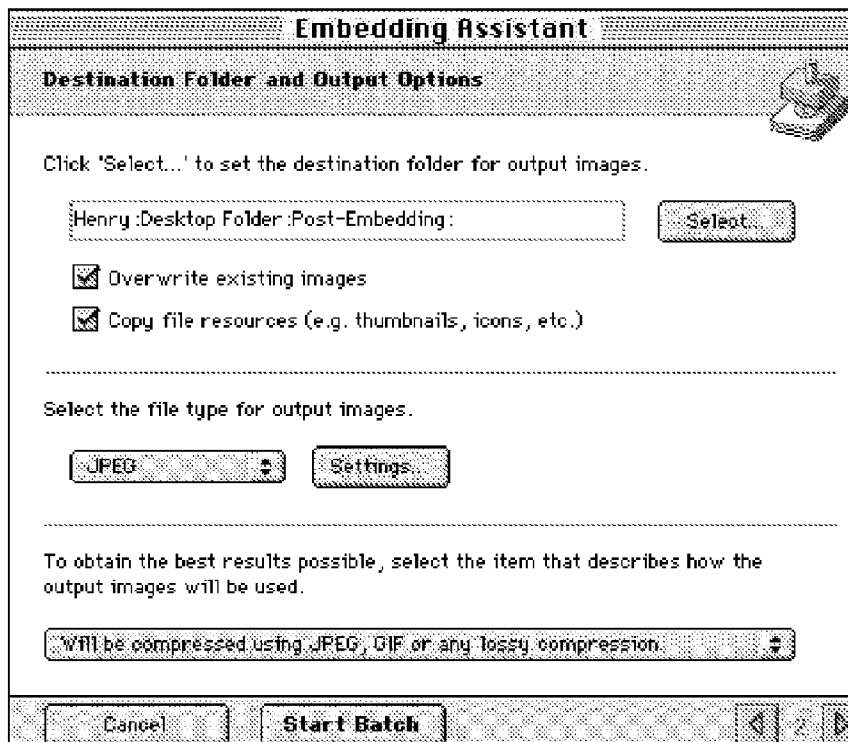 Embedding Assistant
Destination Folder and Output Options
Click 'Select...' to set the destination folder for output images.
Henry :Desktop Folder :Post-Embedding :
Select...
Overwrite existing images
Copy file resources (e.g. thumbnails, icons, etc.)
Select the file type for output images.
JPEG
Settings...
To obtain the best results possible, select the item that describes how the
output images will be used.
Will be compressed using JPEG, GIF or any lossy compression.
Cancel
Start Batch
2